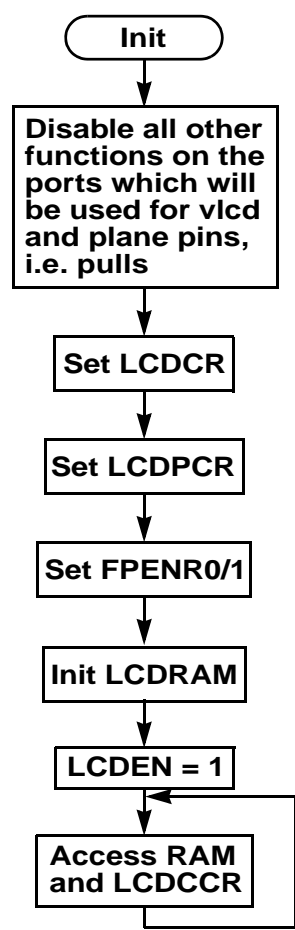 Init
Disable all other
functions on the
ports which will
be used for vlcd
and plane pins,
i.e. pulls
Set LCDCR
Set LCDPCR
Set FPENR0/1
Init LCDRAM
LCDEN = 1
Access RAM
and LCDCCR